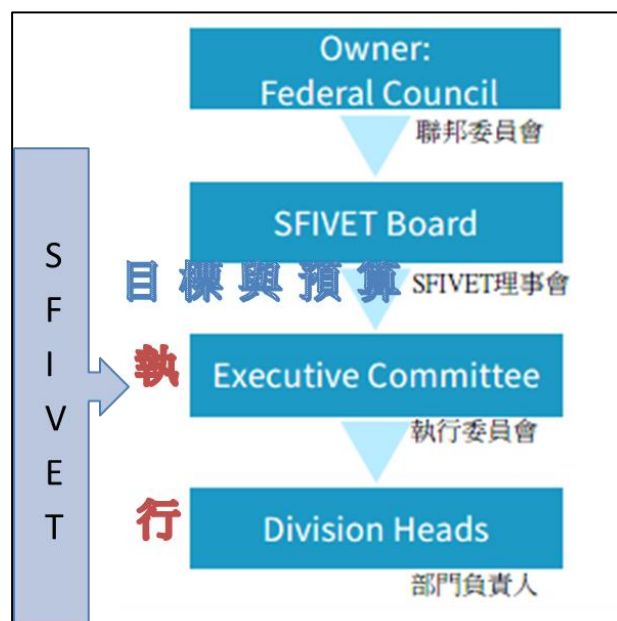 Owner:
Federal Council
聯邦委員會
SFIVET Board
目標與預算
SFIVET理事會
執
Executive Committee
執行委員會
行
Division Heads
部門負責人
SFIVET